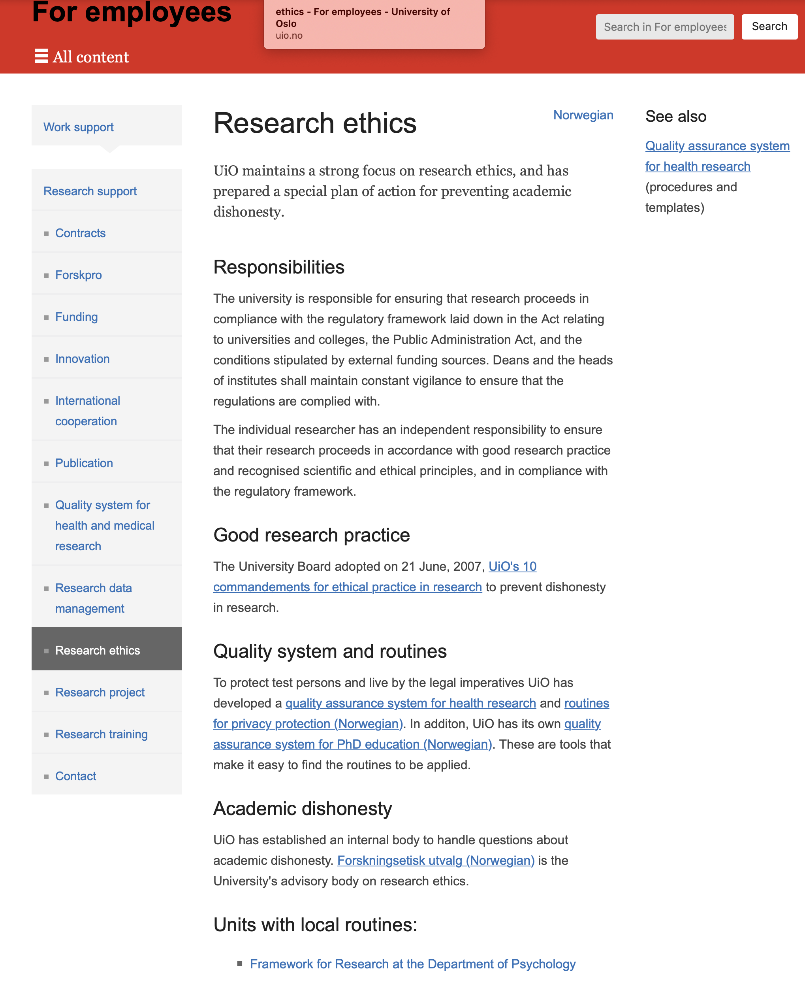 For employees
ethics - For employees - University of
Oslo
uio.no
Search in For employees
Search
All content
Work support
Research support
Contracts
Forskpro
Funding
Innovation
International
cooperation
Publication
Quality system for
health and medical
research
Research data
management
Research ethics
Research project
Research training
Contact
Research ethics
Norwegian
UiO maintains a strong focus on research ethics, and has
prepared a special plan of action for preventing academic
dishonesty.
Responsibilities
The university is responsible for ensuring that research proceeds in
compliance with the regulatory framework laid down in the Act relating
to universities and colleges, the Public Administration Act, and the
conditions stipulated by external funding sources. Deans and the heads
of institutes shall maintain constant vigilance to ensure that the
regulations are complied with.
The individual researcher has an independent responsibility to ensure
that their research proceeds in accordance with good research practice
and recognised scientific and ethical principles, and in compliance with
the regulatory framework.
Good research practice
The University Board adopted on 21 June, 2007, UiO's 10
commandements for ethical practice in research to prevent dishonesty
in research.
Quality system and routines
To protect test persons and live by the legal imperatives UiO has
developed a quality assurance system for health research and routines
for privacy protection (Norwegian). In additon, UiO has its own quality
assurance system for PhD education (Norwegian). These are tools that
make it easy to find the routines to be applied.
Academic dishonesty
UiO has established an internal body to handle questions about
academic dishonesty. Forskningsetisk utvalg (Norwegian) is the
University's advisory body on research ethics.
Units with local routines:
Framework for Research at the Department of Psychology
See also
Quality assurance system
for health research
(procedures and
templates)